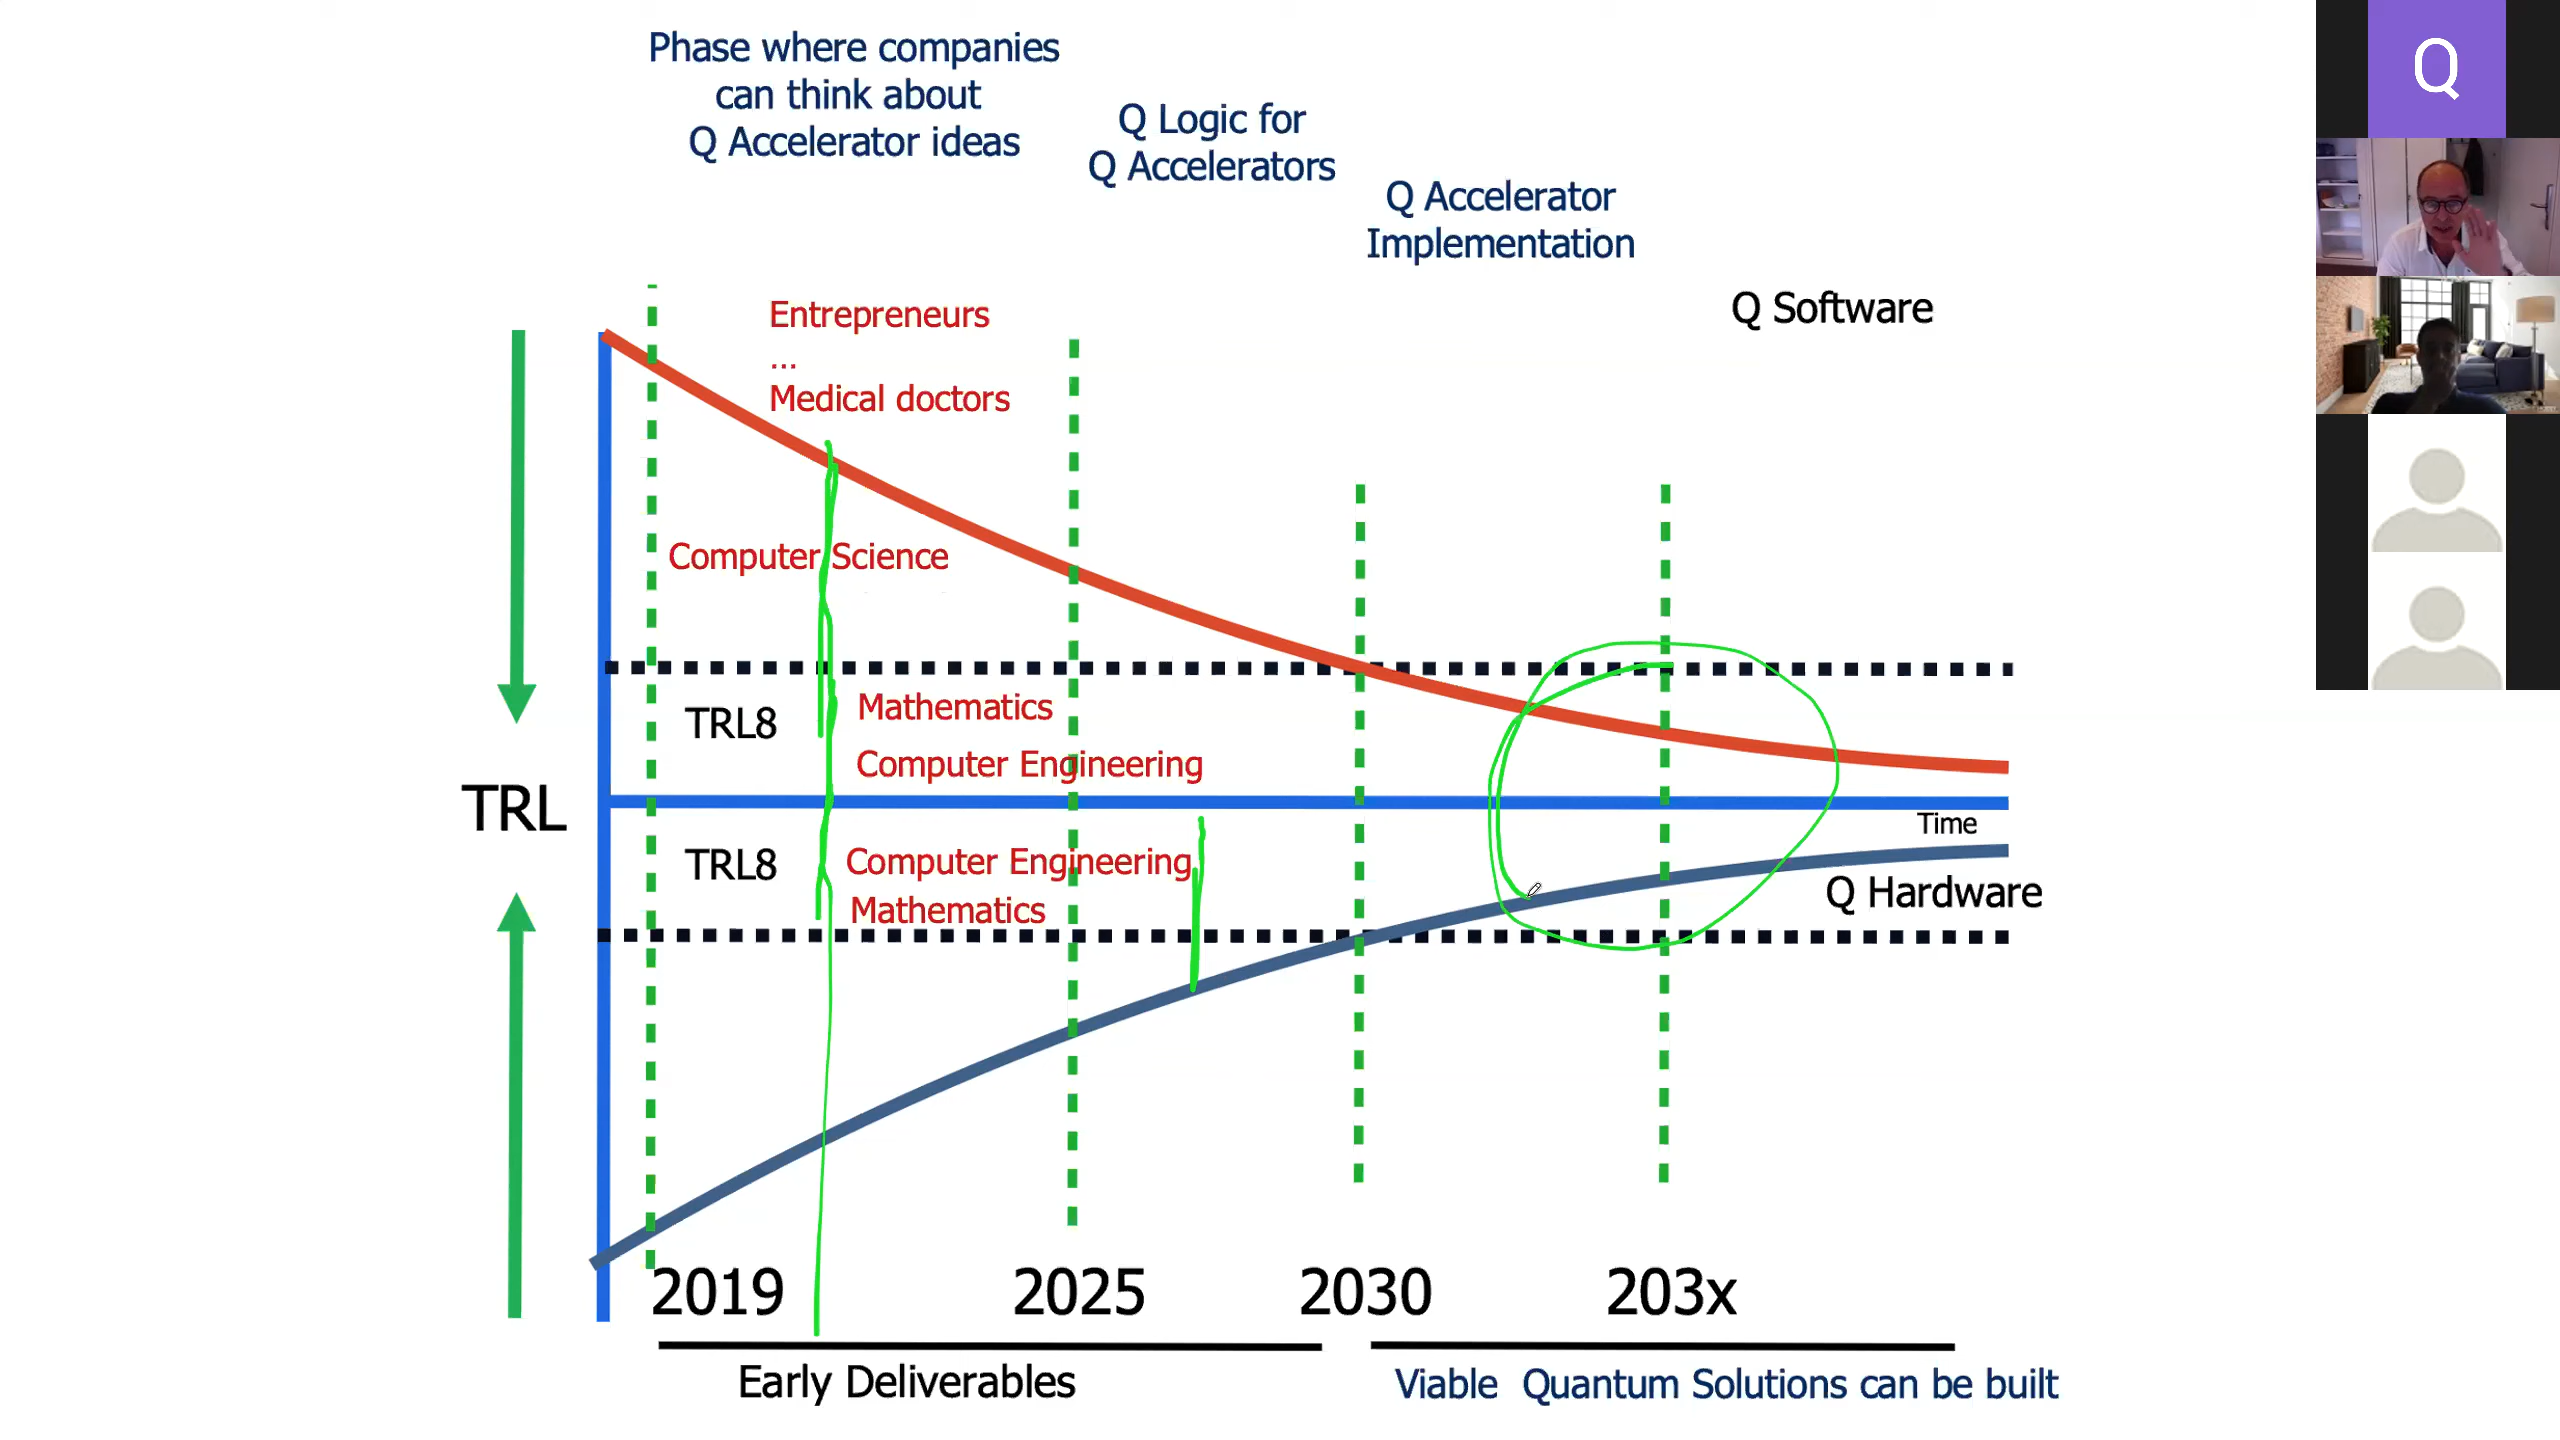 Phase where companies
can think about
Q Accelerator ideas
Q Logic for
Q Accelerators
Q Accelerator
Implementation
Q Software
Entrepreneurs
...
Medical doctors
Computer Science
TRL8
Mathematics
Computer Engineering
TRL
Time
TRL8
Computer Engineering
Mathematics
Q Hardware
2019
2025
2030
203x
Early Deliverables
Viable Quantum Solutions can be built
Q